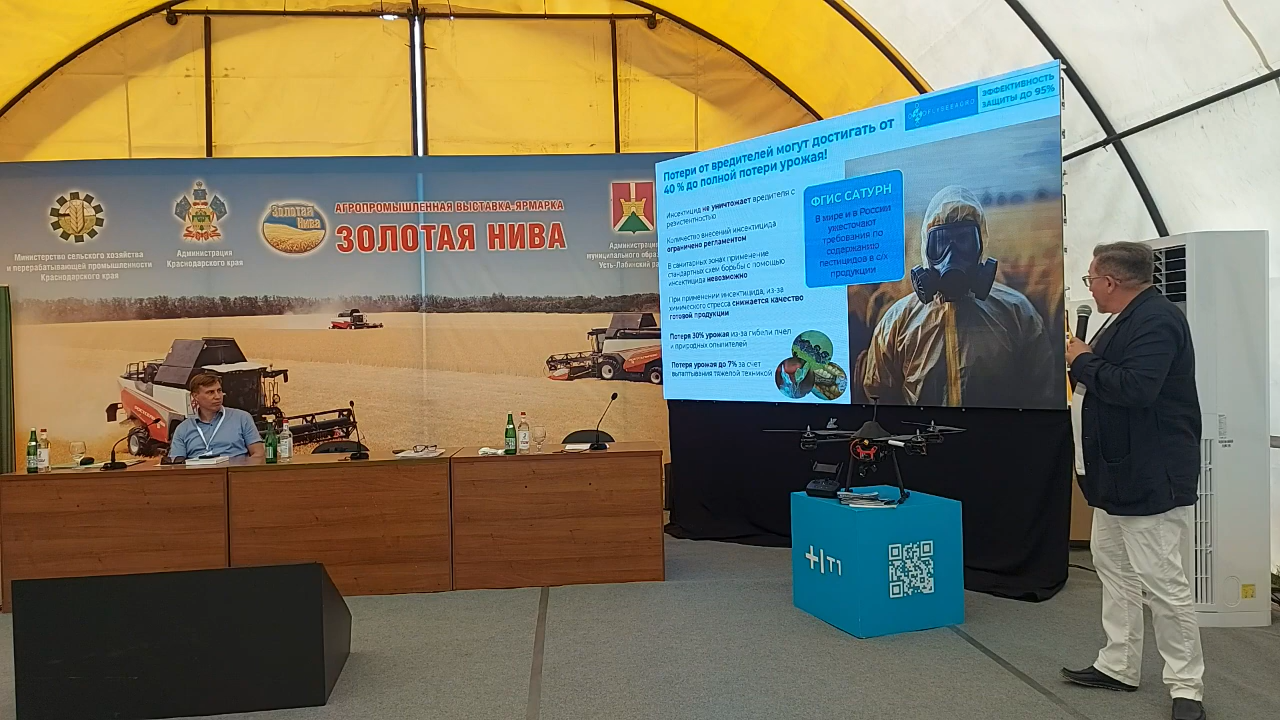 Министерство сельского хозяйства
и перерабатывающей промышленности
Краснодарского края
Администрация
Краснодарского края
Золотая
Нива
АГРОПРОМЫШЛЕННАЯ ВЫСТАВКА-ЯРМАРКА
ЗОЛОТАЯ НИВА
Администрация
муниципального обра
Усть-Лабинский ра
Потери от вредителей могут достигать от
40 % до полной потери урожая!
FLYSEEAGRO
ЭФФЕКТИВНОСТЬ
ЗАЩИТЫ ДО 95%
Инсектицид не уничтожает вредителя с
резистентностью
Количество внесений инсектицида
ограничено регламентом
В санитарных зонах применение
стандартных схем борьбы с помощью
инсектицида невозможно
При применении инсектицида, из-за
химического стресса снижается качество
готовой продукции
Потеря 30% урожая из-за гибели пчел
и природных опылителей
Потеря урожая до 7% за счет
вытаптывания тяжелой техникой
ФГИС САТУРН
В мире и в России
ужесточают
требования по
содержанию
пестицидов в с/х
продукции
T1